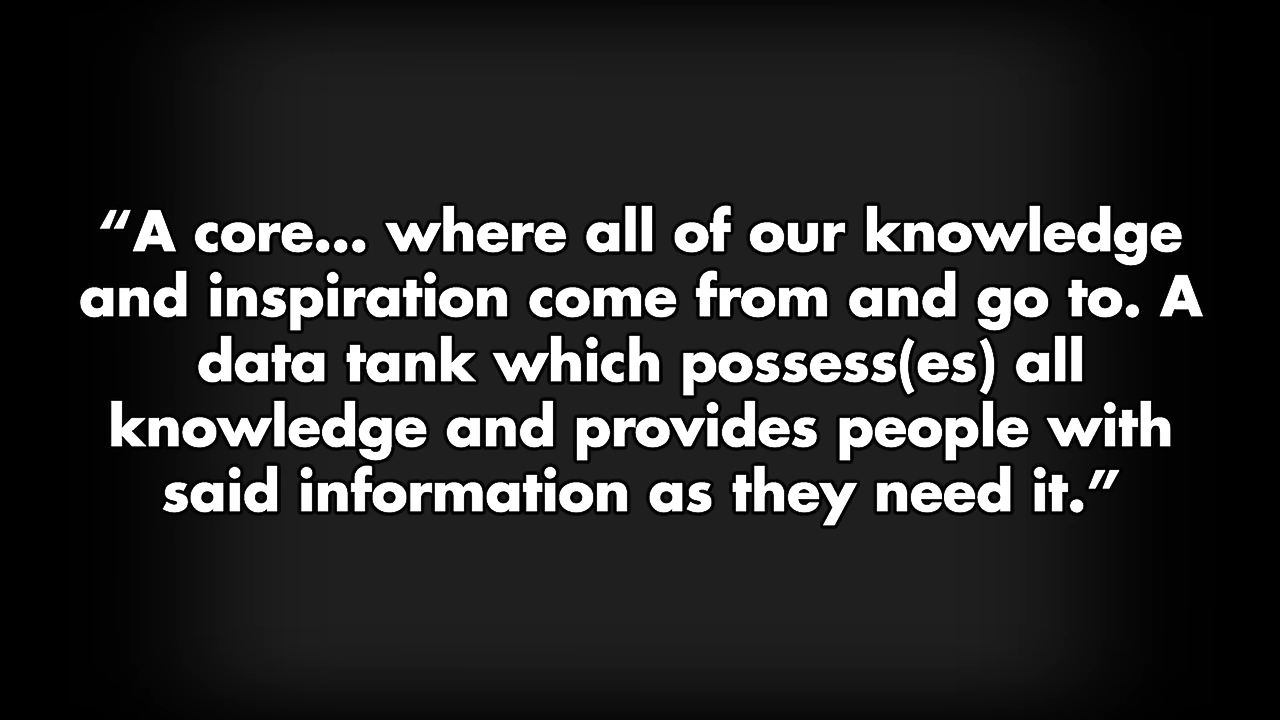 “A core... where all of our knowledge
and inspiration come from and go to. A
data tank which possess(es) all
knowledge and provides people with
said information as they need it.”